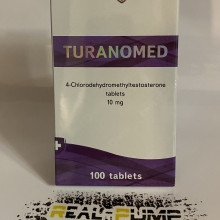 TURANOMED
4-Chlorodehydromethyltestosterone
tablets
10 mg
100 tablets
REAL-PUMP